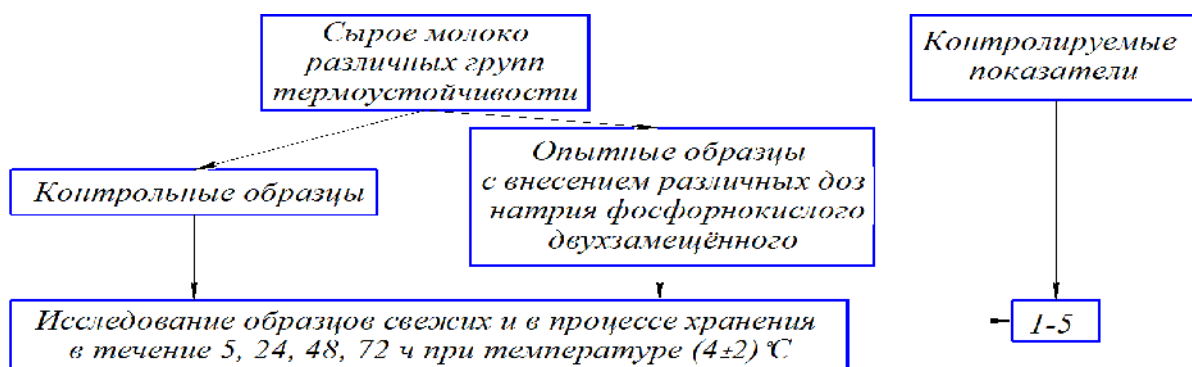 Сырое молоко
различных групп
термоустойчивости
Контролируемые
показатели
Контрольные образцы
Опытные образцы
с внесением различных доз
натрия фосфорнокислого
двухзамещённого
Исследование образцов свежих и в процессе хранения
в течение 5, 24, 48, 72 ч при температуре (4±2) °С
1-5